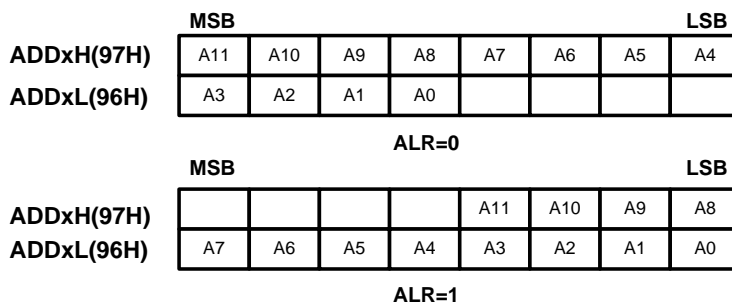 MSB LSB
ADDxH(97H) A11 A10 A9 A8 A7 A6 A5 A4
ADDxL(96H) A3 A2 A1 A0
ALR=0
MSB LSB
ADDxH(97H) A11 A10 A9 A8
ADDxL(96H) A7 A6 A5 A4 A3 A2 A1 A0
ALR=1